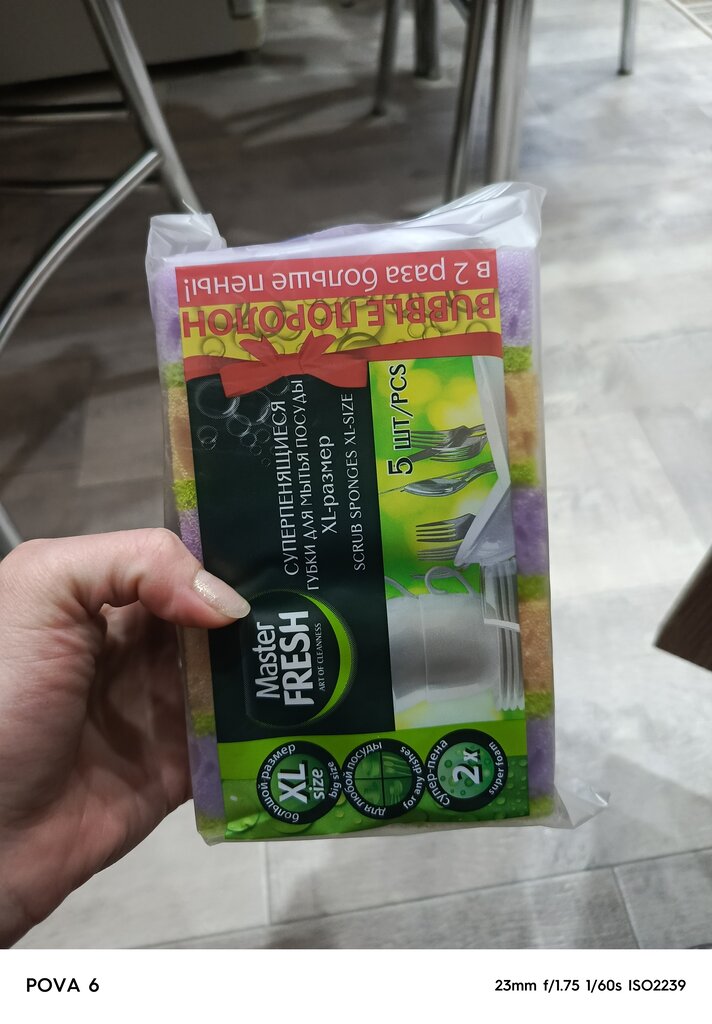 в 2 раза больше пены!
BUBBLE ПОРОЛОН
СУПЕРПЕНЯЩИЕСЯ
ГУБКИ ДЛЯ МЫТЬЯ ПОСУДЫ
XL-размер
SCRUB SPONGES XL-SIZE
5 ШТ/PCS
Master
FRESH
ART OF CLEANNESS
большой размер
XL
size
big size
для любой посуды
for any dishes
супер-пена
2x
super foam
POVA 6
23mm f/1.75 1/60s ISO2239